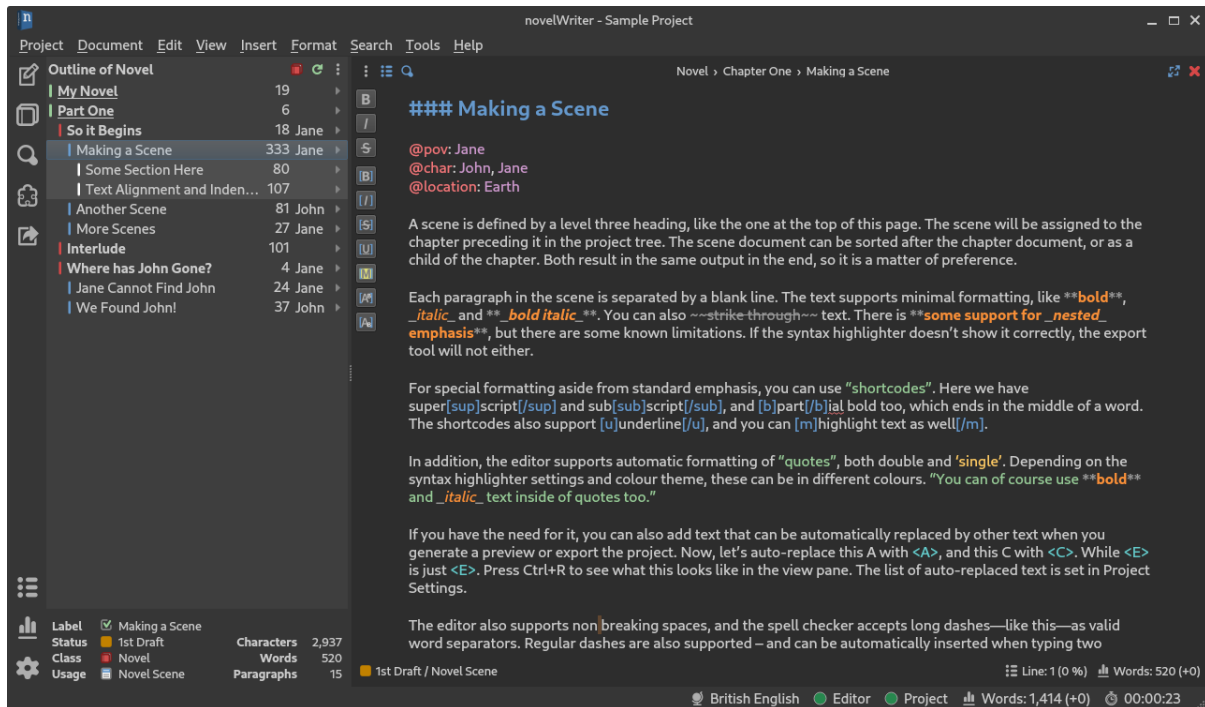 novelWriter - Sample Project
Project Document Edit View Insert Format Search Tools Help
Outline of Novel
My Novel 19
Part One 6
So it Begins 18 Jane
Making a Scene 333 Jane
Some Section Here 80
Text Alignment and Inden... 107
Another Scene 81 John
More Scenes 27 Jane
Interlude 101
Where has John Gone? 4 Jane
Jane Cannot Find John 24 Jane
We Found John! 37 John
Label Making a Scene
Status 1st Draft Characters 2,937
Class Novel Words 520
Usage Novel Scene Paragraphs 15
Novel › Chapter One › Making a Scene
B
I
S
[B]
[I]
[S]
[U]
[M]
### Making a Scene
@pov: Jane
@char: John, Jane
@location: Earth
A scene is defined by a level three heading, like the one at the top of this page. The scene will be assigned to the
chapter preceding it in the project tree. The scene document can be sorted after the chapter document, or as a
child of the chapter. Both result in the same output in the end, so it is a matter of preference.
Each paragraph in the scene is separated by a blank line. The text supports minimal formatting, like **bold**,
_italic_ and **_bold italic_**. You can also ~~strike through~~ text. There is **some support for _nested_
emphasis**, but there are some known limitations. If the syntax highlighter doesn’t show it correctly, the export
tool will not either.
For special formatting aside from standard emphasis, you can use “shortcodes”. Here we have
super[sup]script[/sup] and sub[sub]script[/sub], and [b]part[/b]ial bold too, which ends in the middle of a word.
The shortcodes also support [u]underline[/u], and you can [m]highlight text as well[/m].
In addition, the editor supports automatic formatting of “quotes”, both double and ‘single’. Depending on the
syntax highlighter settings and colour theme, these can be in different colours. “You can of course use **bold**
and _italic_ text inside of quotes too.”
If you have the need for it, you can also add text that can be automatically replaced by other text when you
generate a preview or export the project. Now, let’s auto-replace this A with <A>, and this C with <C>. While <E>
is just <E>. Press Ctrl+R to see what this looks like in the view pane. The list of auto-replaced text is set in Project
Settings.
The editor also supports non breaking spaces, and the spell checker accepts long dashes—like this—as valid
word separators. Regular dashes are also supported – and can be automatically inserted when typing two
1st Draft / Novel Scene Line: 1 (0 %) Words: 520 (+0)
British English Editor Project Words: 1,414 (+0) 00:00:23